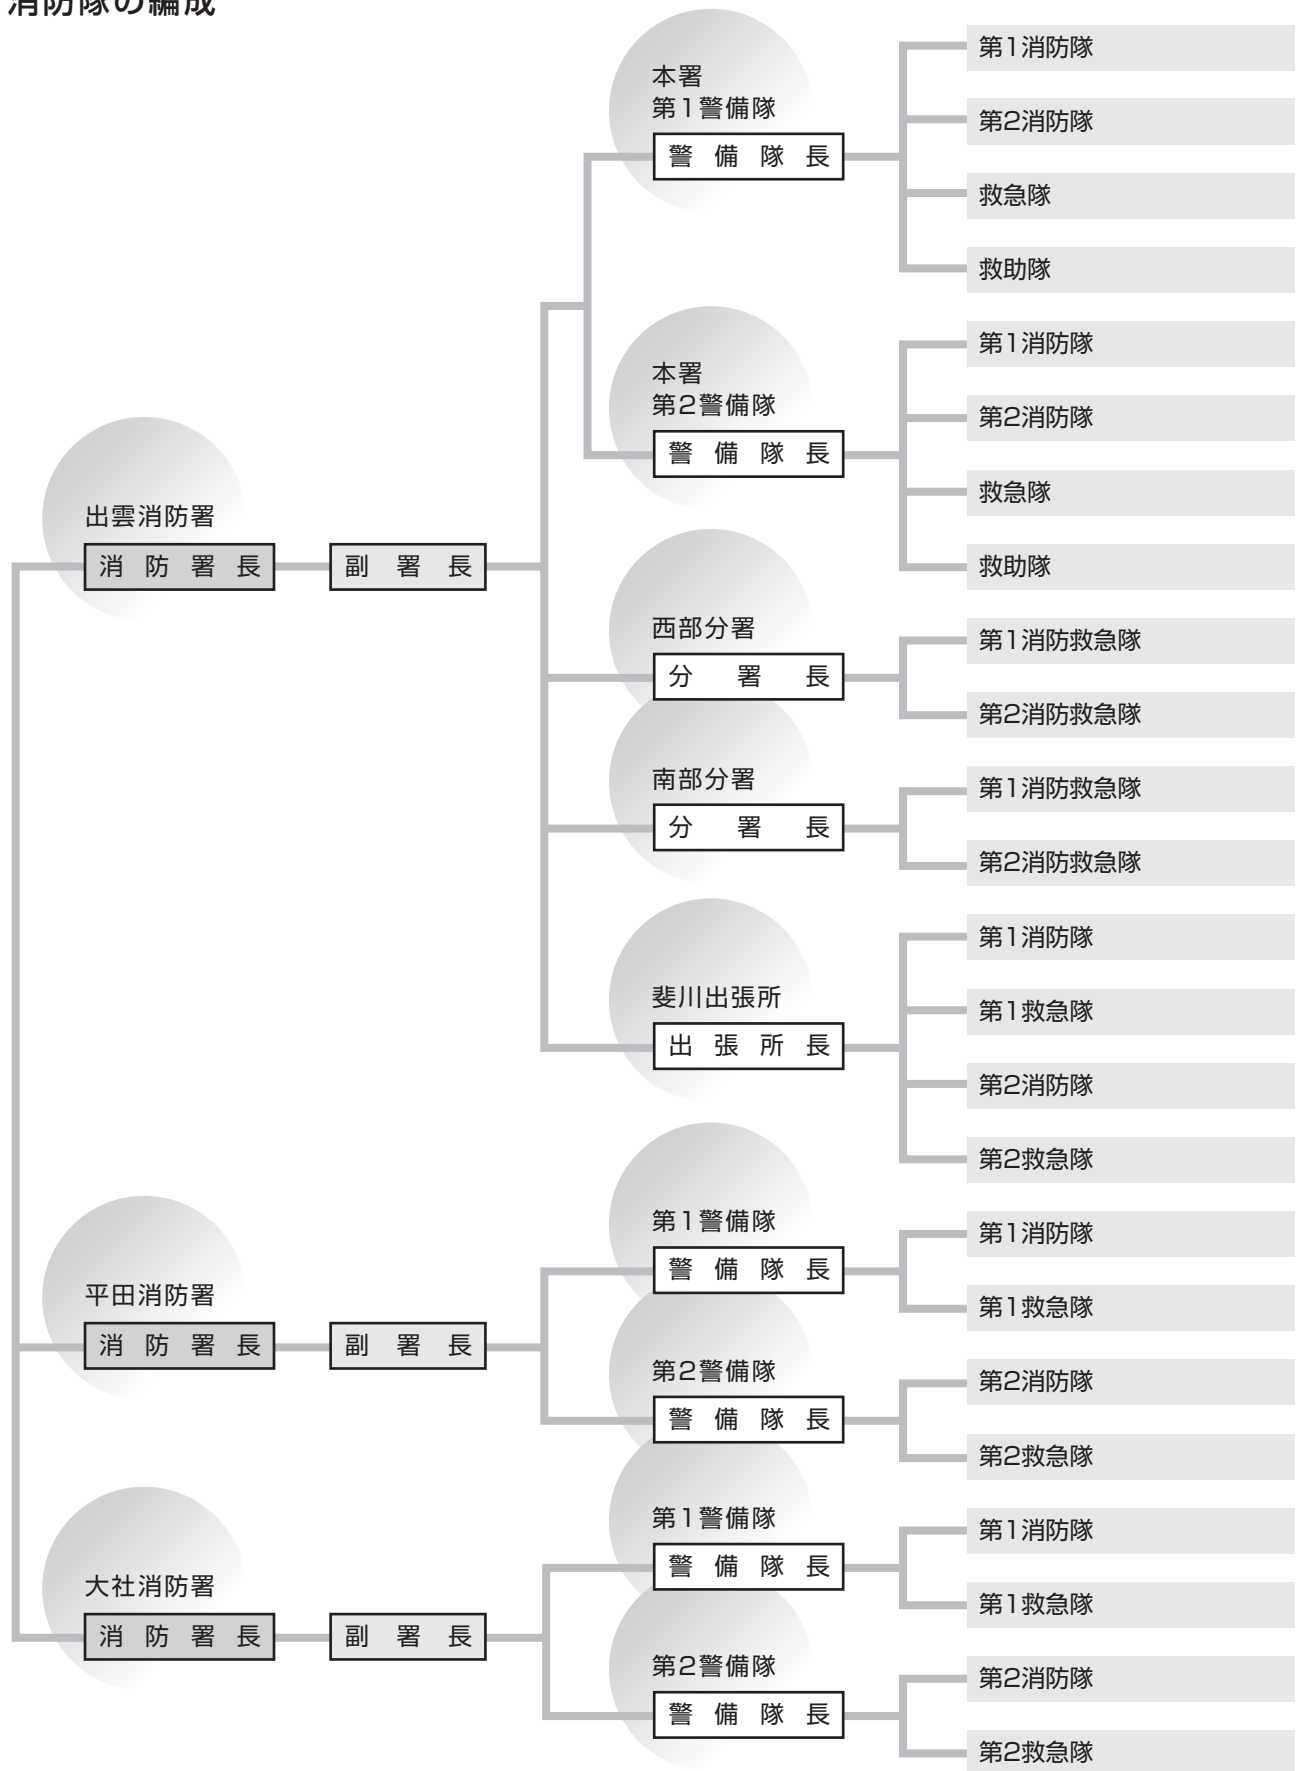 消防隊の編成
出雲消防署
消防署長
副署長
本署
第1警備隊
警備隊長
第1消防隊
第2消防隊
救急隊
救助隊
本署
第2警備隊
警備隊長
第1消防隊
第2消防隊
救急隊
救助隊
西部分署
分署長
第1消防救急隊
第2消防救急隊
南部分署
分署長
第1消防救急隊
第2消防救急隊
斐川出張所
出張所長
第1消防隊
第1救急隊
第2消防隊
第2救急隊
平田消防署
消防署長
副署長
第1警備隊
警備隊長
第1消防隊
第1救急隊
第2警備隊
警備隊長
第2消防隊
第2救急隊
大社消防署
消防署長
副署長
第1警備隊
警備隊長
第1消防隊
第1救急隊
第2警備隊
警備隊長
第2消防隊
第2救急隊